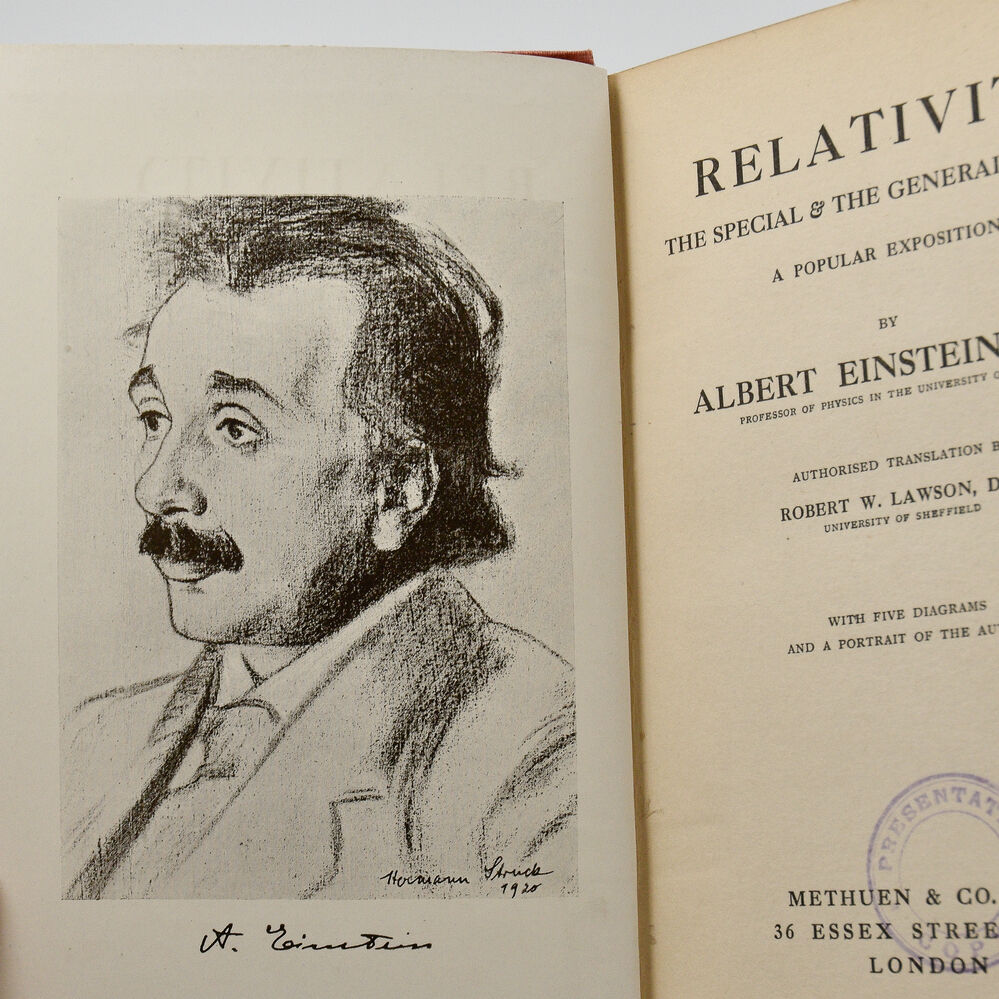 Hermann Struck
1920
A. Einstein
RELATIVIT
THE SPECIAL & THE GENERAL
A POPULAR EXPOSITION
BY
ALBERT EINSTEIN
PROFESSOR OF PHYSICS IN THE UNIVERSITY O
AUTHORISED TRANSLATION B
ROBERT W. LAWSON, D
UNIVERSITY OF SHEFFIELD
WITH FIVE DIAGRAMS
AND A PORTRAIT OF THE AUT
PRESENTAT
COP
METHUEN & CO.
36 ESSEX STREE
LONDON